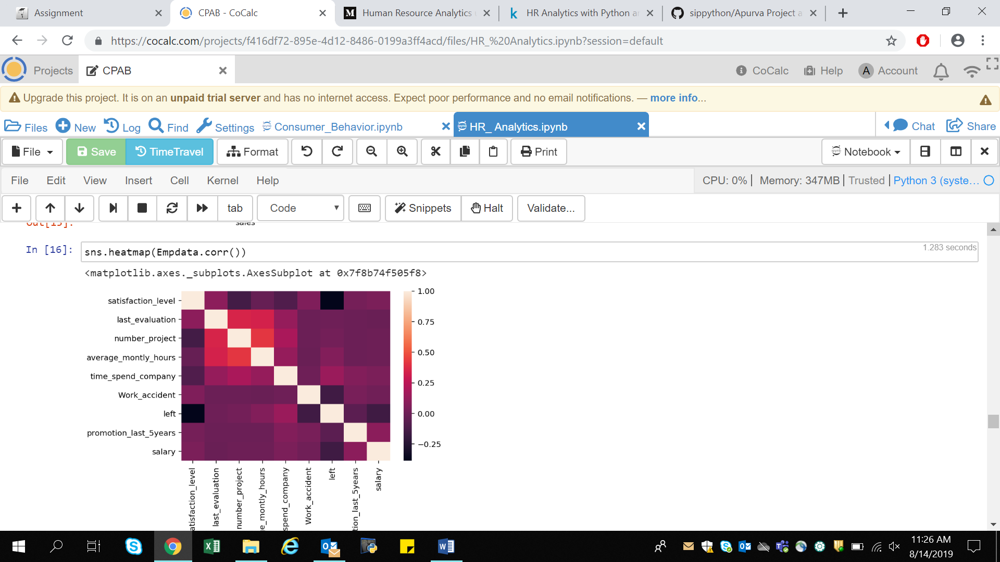 Assignment
CPAB - CoCalc
Human Resource Analytics
HR Analytics with Python a
sippython/Apurva Project a
https://cocalc.com/projects/f416df72-895e-4d12-8486-0199a3ff4acd/files/HR_%20Analytics.ipynb?session=default
Projects CPAB CoCalc Help A Account
Upgrade this project. It is on an unpaid trial server and has no internet access. Expect poor performance and no email notifications. — more info...
Files New Log Find Settings Consumer_Behavior.ipynb HR_ Analytics.ipynb Chat Share
File Save TimeTravel Format Print Notebook
File Edit View Insert Cell Kernel Help CPU: 0% Memory: 347MB Trusted Python 3 (syste...
tab Code Snippets Halt Validate...
Out[15]: sales
In [16]: sns.heatmap(Empdata.corr()) 1.283 seconds
<matplotlib.axes._subplots.AxesSubplot at 0x7f8b74f505f8>
satisfaction_level
last_evaluation
number_project
average_montly_hours
time_spend_company
Work_accident
left
promotion_last_5years
salary
1.00
0.75
0.50
0.25
0.00
−0.25
atisfaction_level
last_evaluation
number_project
e_montly_hours
spend_company
Work_accident
left
tion_last_5years
salary
11:26 AM
8/14/2019